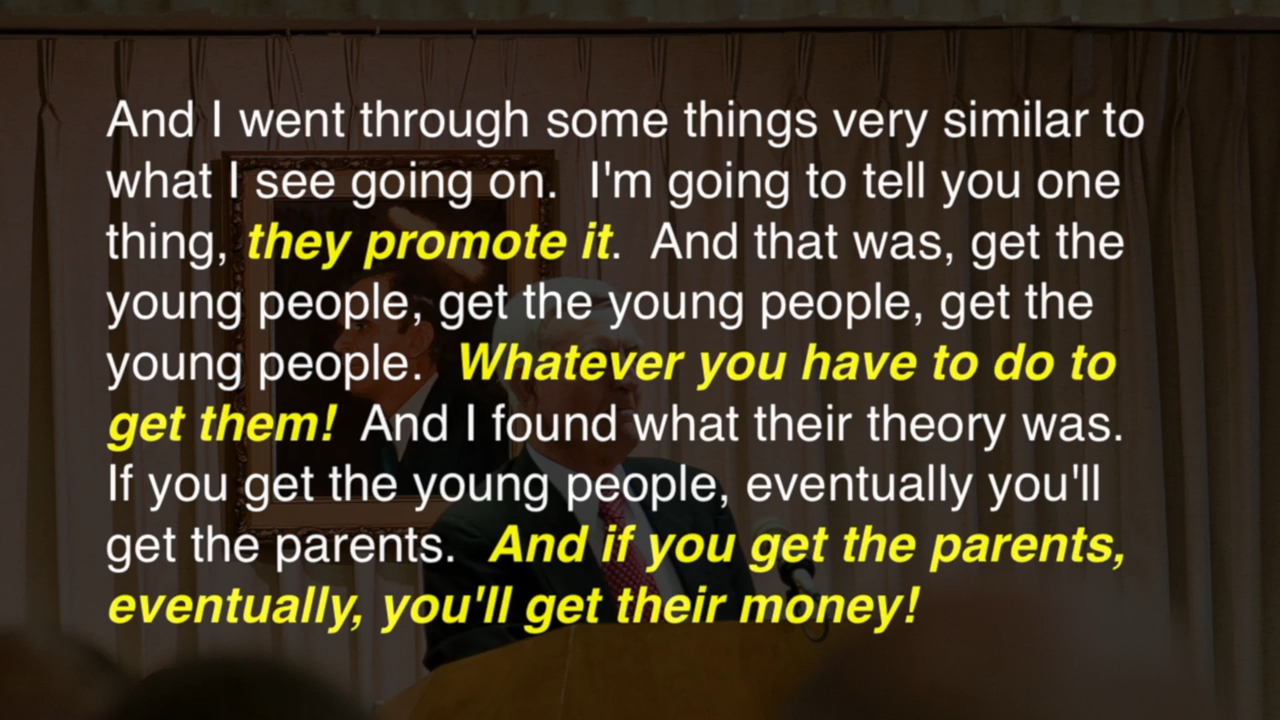 And I went through some things very similar to
what I see going on.  I'm going to tell you one
thing, they promote it.  And that was, get the
young people, get the young people, get the
young people.  Whatever you have to do to
get them!  And I found what their theory was.
If you get the young people, eventually you'll
get the parents.  And if you get the parents,
eventually, you'll get their money!